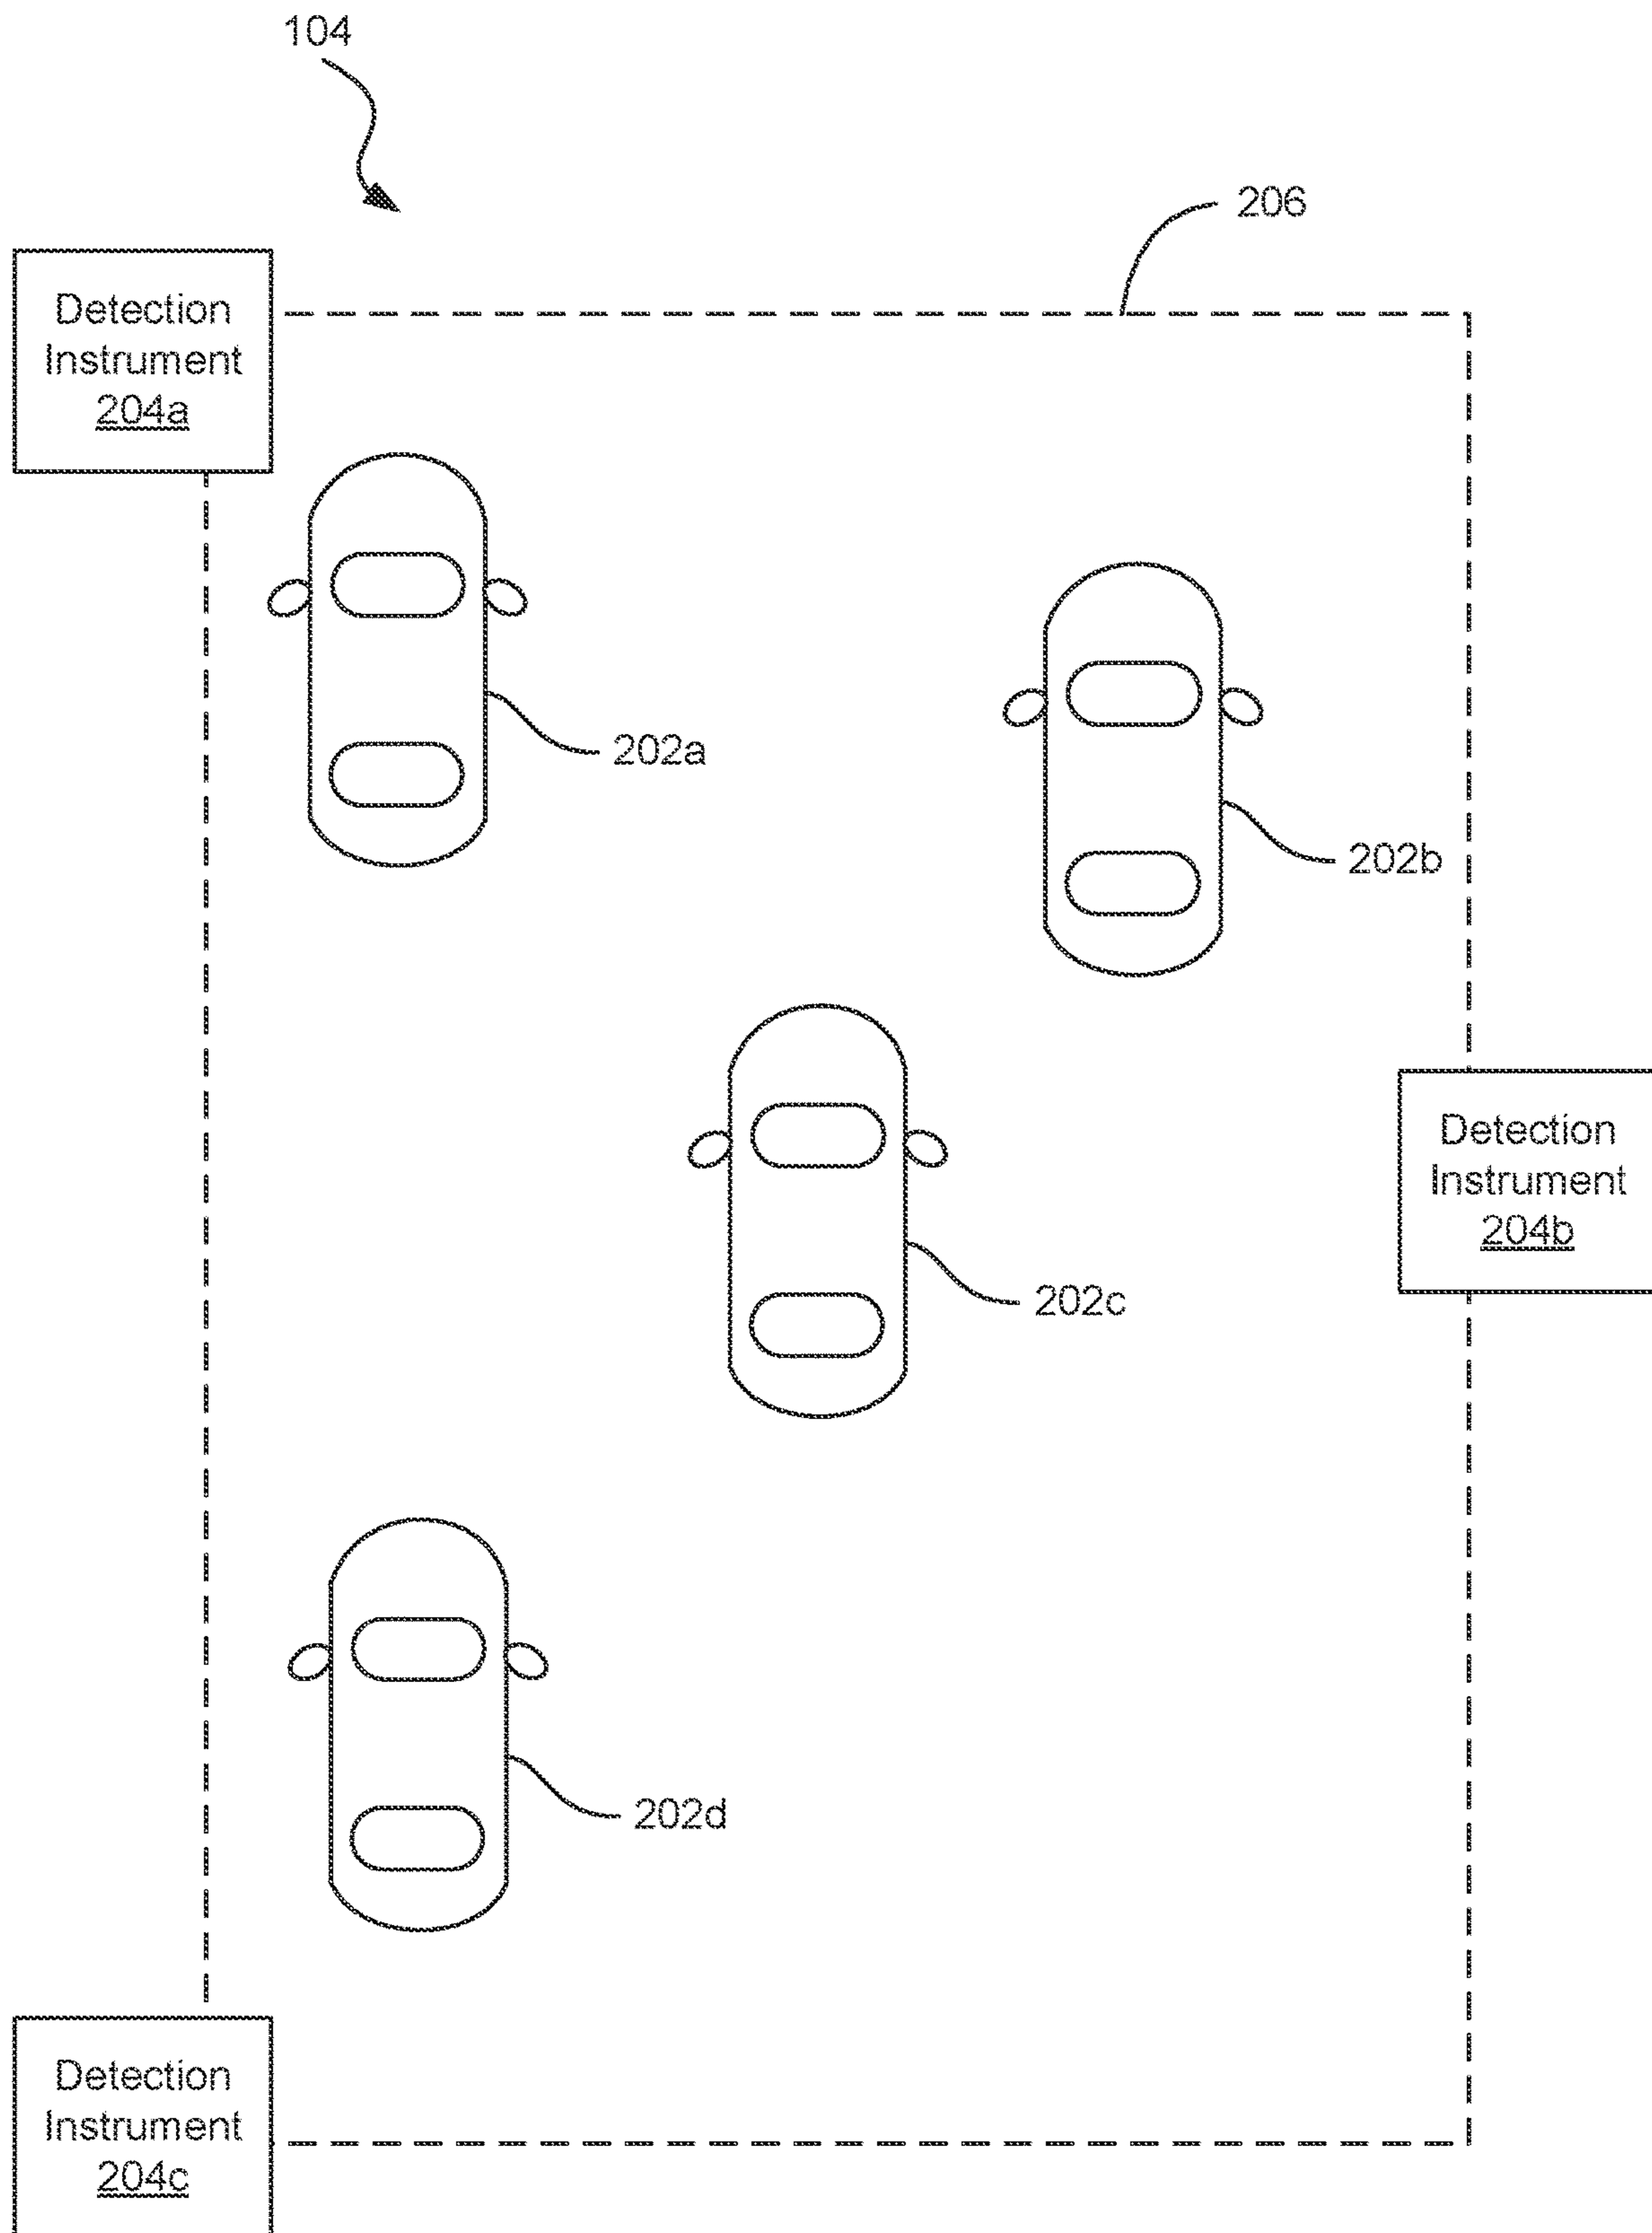 104
206
Detection
Instrument
204a
202a
202b
202c
Detection
Instrument
204b
202d
Detection
Instrument
204c